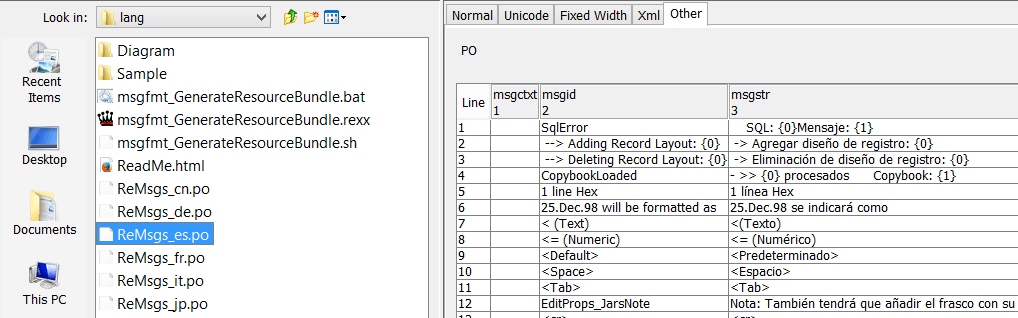 Look in: lang
Recent Items
Desktop
Documents
This PC
Diagram
Sample
msgfmt_GenerateResourceBundle.bat
msgfmt_GenerateResourceBundle.rexx
msgfmt_GenerateResourceBundle.sh
ReadMe.html
ReMsgs_cn.po
ReMsgs_de.po
ReMsgs_es.po
ReMsgs_fr.po
ReMsgs_it.po
ReMsgs_jp.po
Normal Unicode Fixed Width Xml Other
PO
Line msgctxt msgid msgstr
1 2 3
1 SqlError SQL: {0}Mensaje: {1}
2 --> Adding Record Layout: {0} -> Agregar diseño de registro: {0}
3 --> Deleting Record Layout: {0} -> Eliminación de diseño de registro: {0}
4 CopybookLoaded - >> {0} procesados Copybook: {1}
5 1 line Hex 1 línea Hex
6 25.Dec.98 will be formatted as 25.Dec.98 se indicará como
7 < (Text) <(Texto)
8 <= (Numeric) <= (Numérico)
9 <Default> <Predeterminado>
10 <Space> <Espacio>
11 <Tab> <Tab>
12 EditProps_JarsNote Nota: También tendrá que añadir el frasco con su